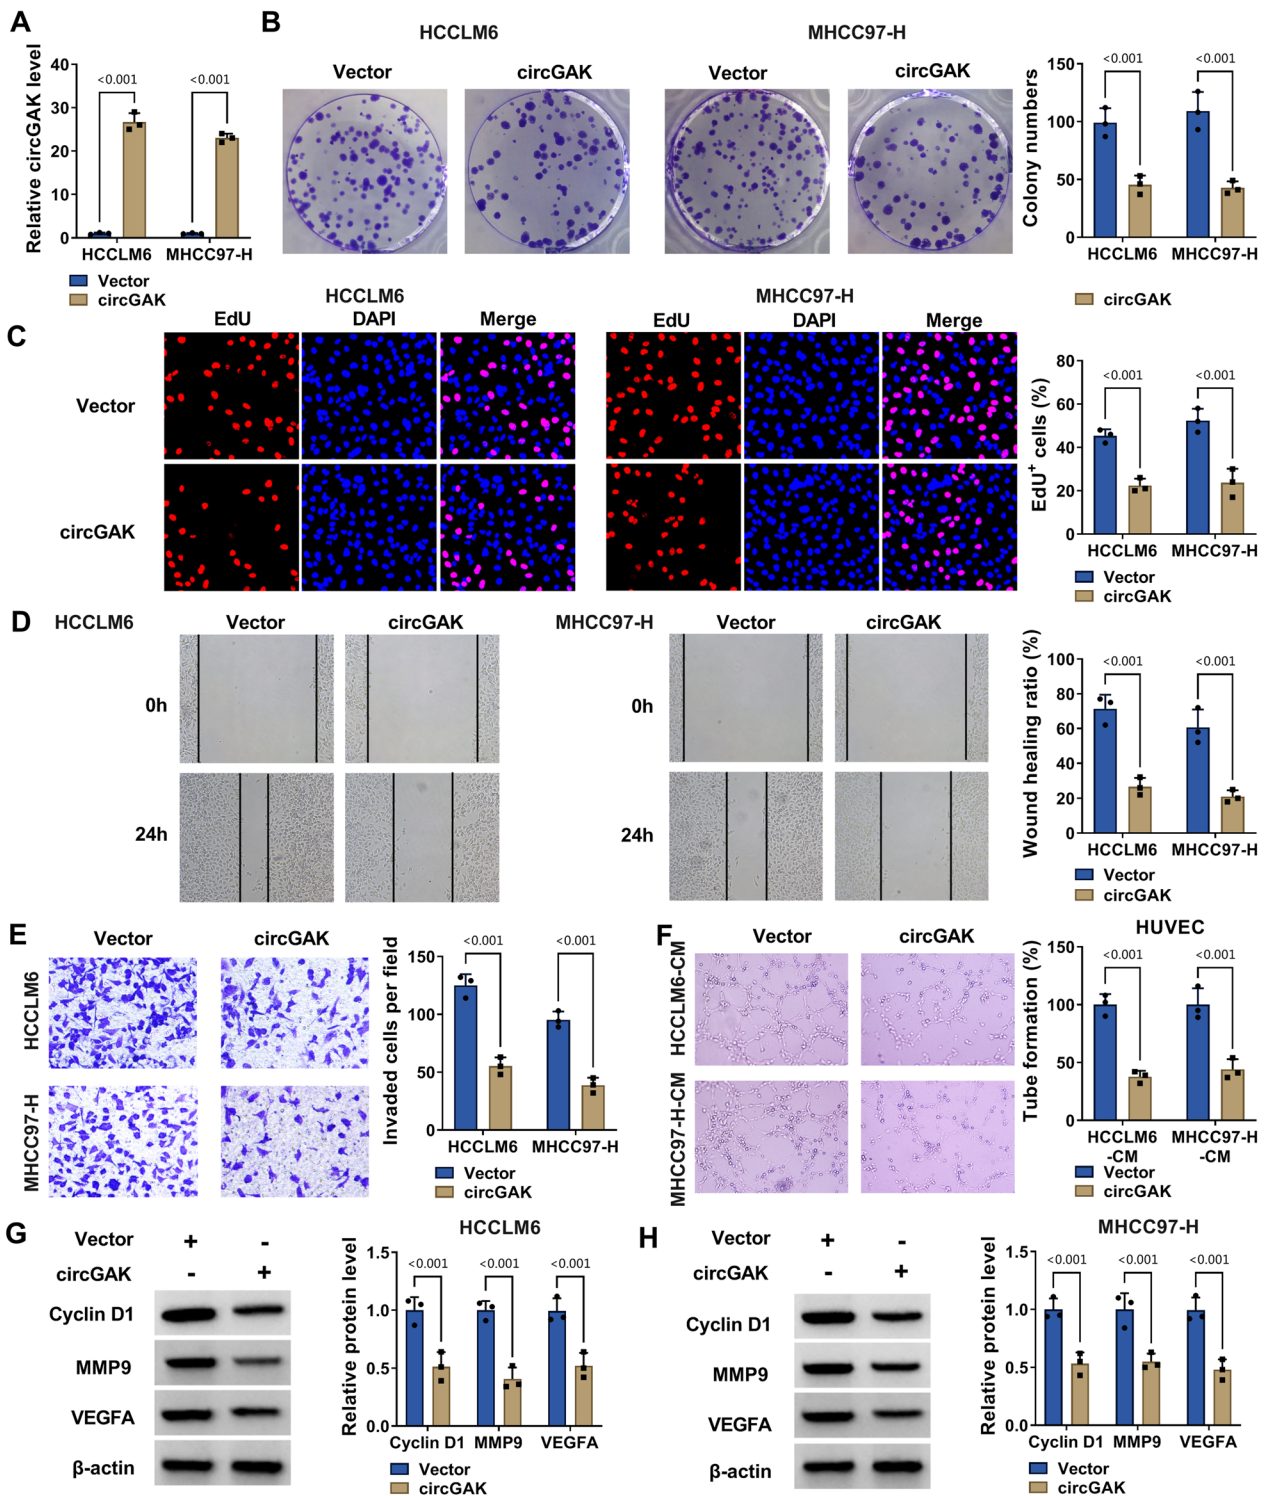 A
Relative circGAK level
40
30
20
10
0
<0.001
<0.001
HCCLM6
MHCC97-H
Vector
circGAK
B
HCCLM6
MHCC97-H
Vector
circGAK
Vector
circGAK
Colony numbers
150
100
50
0
<0.001
<0.001
HCCLM6
MHCC97-H
circGAK
C
HCCLM6
MHCC97-H
EdU
DAPI
Merge
EdU
DAPI
Merge
Vector
circGAK
EdU+ cells (%)
80
60
40
20
0
<0.001
<0.001
HCCLM6
MHCC97-H
Vector
circGAK
D
HCCLM6
Vector
circGAK
MHCC97-H
Vector
circGAK
0h
0h
24h
24h
Wound healing ratio (%)
100
80
60
40
20
0
<0.001
<0.001
HCCLM6
MHCC97-H
Vector
circGAK
E
Vector
circGAK
HCCLM6
MHCC97-H
Invaded cells per field
150
100
50
0
<0.001
<0.001
HCCLM6
MHCC97-H
Vector
circGAK
F
Vector
circGAK
HCCLM6-CM
MHCC97-H-CM
HUVEC
Tube formation (%)
150
100
50
0
<0.001
<0.001
HCCLM6
-CM
MHCC97-H
-CM
Vector
circGAK
G
Vector + -
circGAK - +
Cyclin D1
MMP9
VEGFA
β-actin
HCCLM6
Relative protein level
1.5
1.0
0.5
0.0
<0.001
<0.001
<0.001
Cyclin D1
MMP9
VEGFA
Vector
circGAK
H
Vector + -
circGAK - +
Cyclin D1
MMP9
VEGFA
β-actin
MHCC97-H
Relative protein level
1.5
1.0
0.5
0.0
<0.001
<0.001
<0.001
Cyclin D1
MMP9
VEGFA
Vector
circGAK